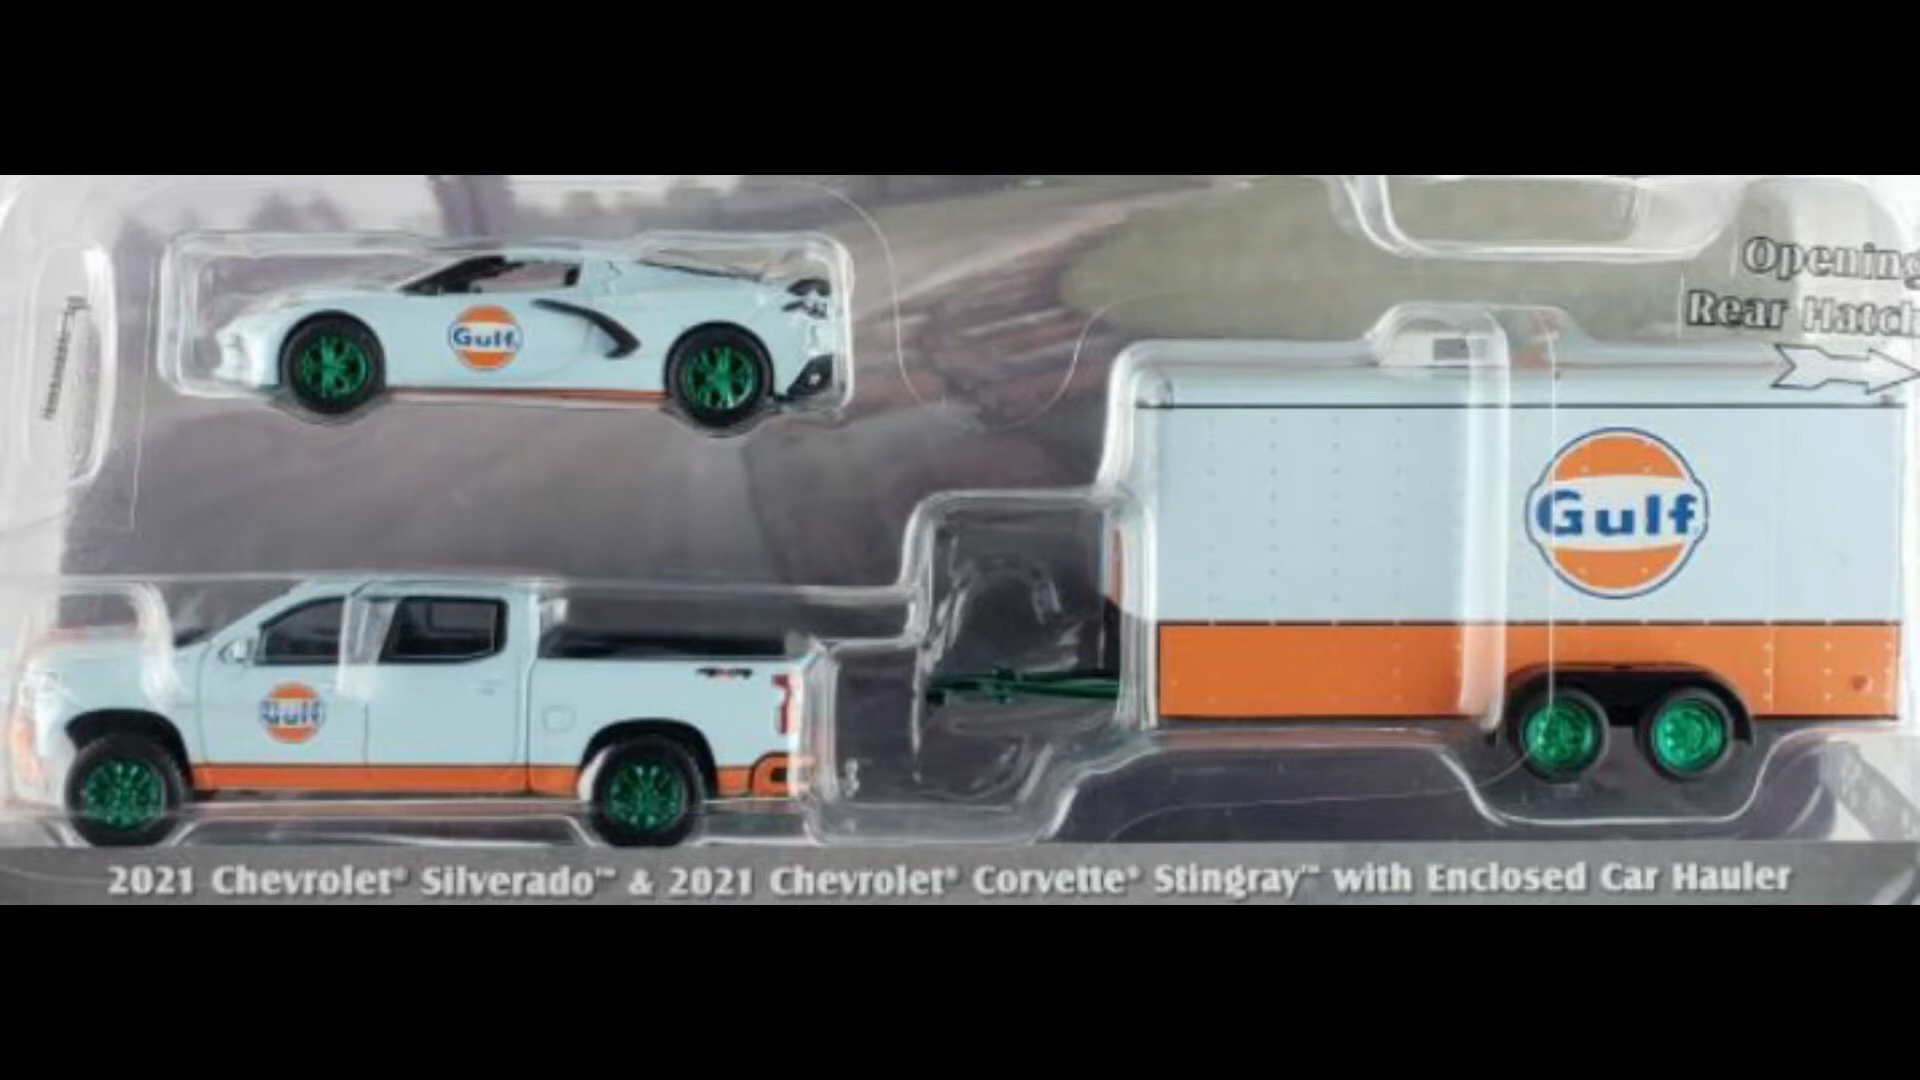 Opening
Rear Hatch
Gulf
Gulf
Gulf
2021 Chevrolet® Silverado™ & 2021 Chevrolet® Corvette® Stingray™ with Enclosed Car Hauler